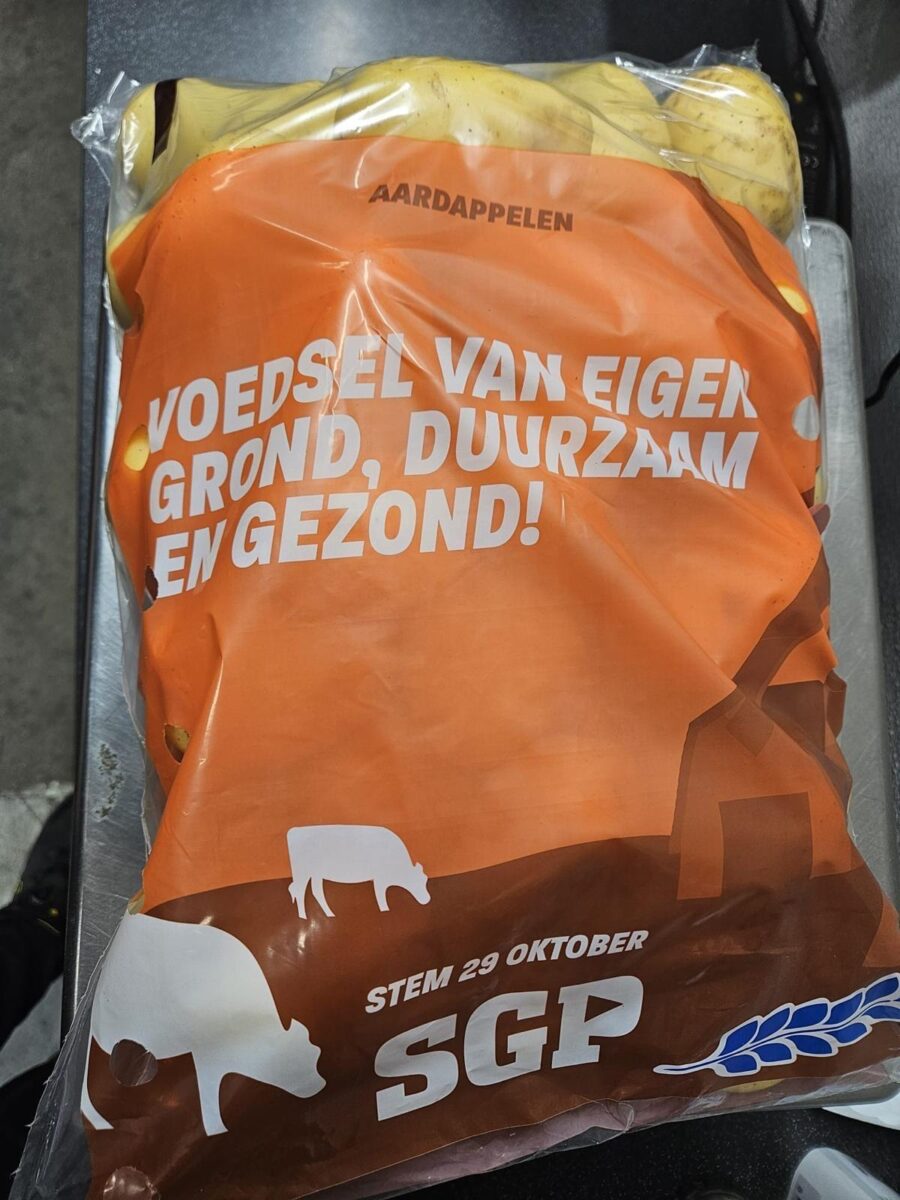 AARDAPPELEN
VOEDSEL VAN EIGEN
GROND, DUURZAAM
EN GEZOND!
STEM 29 OKTOBER
SGP